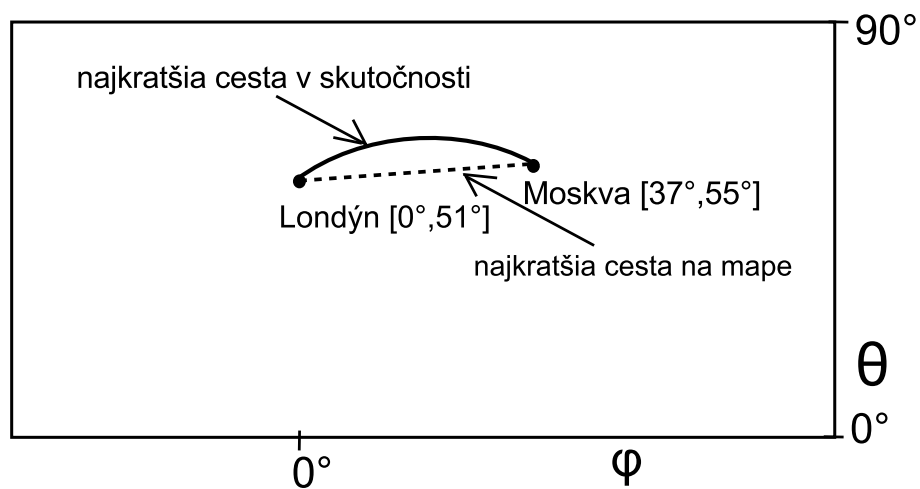 90°
najkratšia cesta v skutočnosti
Moskva [37°,55°]
Londýn [0°,51°]
najkratšia cesta na mape
θ
0°
0°
φ